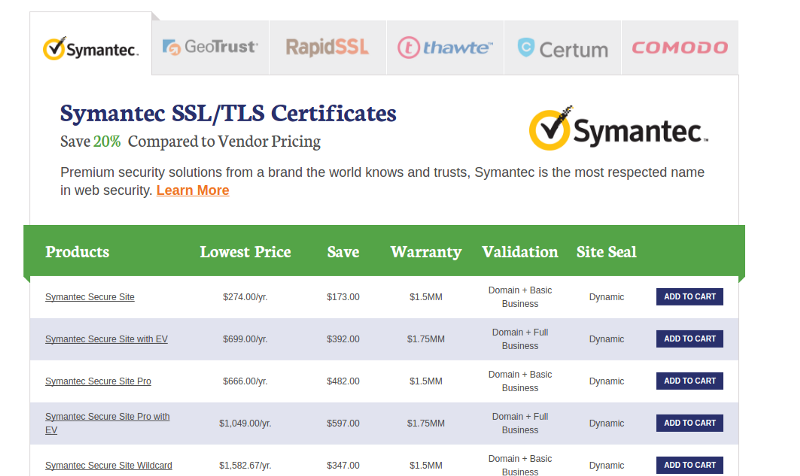 Symantec. GeoTrust RapidSSL thawte Certum COMODO
Symantec SSL/TLS Certificates
Save 20% Compared to Vendor Pricing
Symantec.
Premium security solutions from a brand the world knows and trusts, Symantec is the most respected name
in web security. Learn More
Products Lowest Price Save Warranty Validation Site Seal
Symantec Secure Site $274.00/yr. $173.00 $1.5MM Domain + Basic Dynamic ADD TO CART
Business
Symantec Secure Site with EV $699.00/yr. $392.00 $1.75MM Domain + Full Dynamic ADD TO CART
Business
Symantec Secure Site Pro $666.00/yr. $482.00 $1.5MM Domain + Basic Dynamic ADD TO CART
Business
Symantec Secure Site Pro with $1,049.00/yr. $597.00 $1.75MM Domain + Full Dynamic ADD TO CART
EV Business
Symantec Secure Site Wildcard $1,582.67/yr. $347.00 $1.5MM Domain + Basic Dynamic ADD TO CART
Business